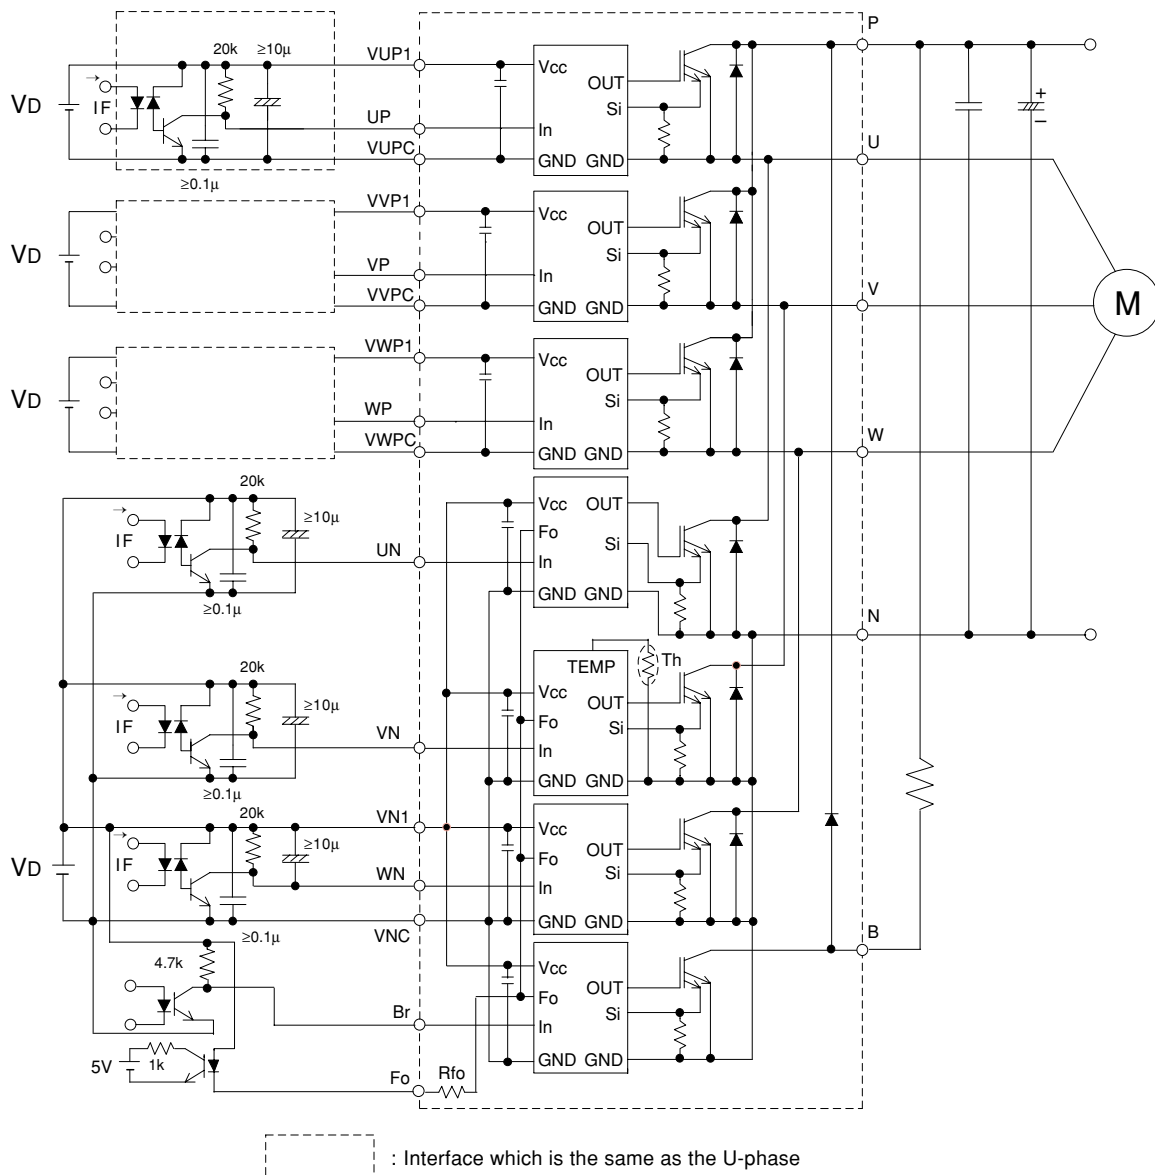 P
20k ≥10μ VUP1
Vcc
OUT
VD IF Si
+
−
UP In
VUPC GND GND U
≥0.1μ
VVP1 Vcc
OUT
VD Si
VP In
VVPC GND GND V
M
VWP1 Vcc
OUT
VD Si
WP In
VWPC GND GND W
20k
Vcc OUT
≥10μ
IF Fo Si
UN In
GND GND
≥0.1μ
N
20k TEMP Th
Vcc
≥10μ
IF Fo OUT
VN Si
In
GND GND
≥0.1μ
20k VN1 Vcc
≥10μ
IF Fo OUT
VD Si
WN In
GND GND
≥0.1μ VNC B
4.7k Vcc
OUT
Fo
Br In Si
5V 1k GND GND
Fo Rfo
: Interface which is the same as the U-phase